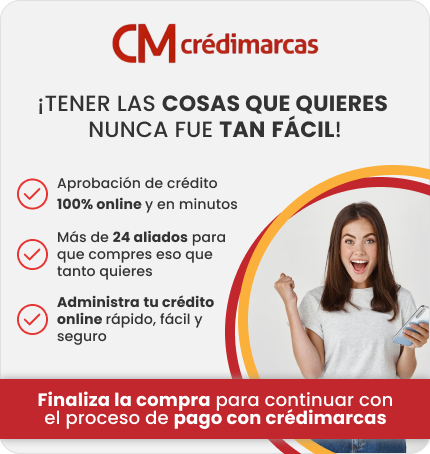 CM crédimarcas
¡TENER LAS COSAS QUE QUIERES
NUNCA FUE TAN FÁCIL!
Aprobación de crédito
100% online y en minutos
Más de 24 aliados para
que compres eso que
tanto quieres
Administra tu crédito
online rápido, fácil y
seguro
Finaliza la compra para continuar con
el proceso de pago con crédimarcas